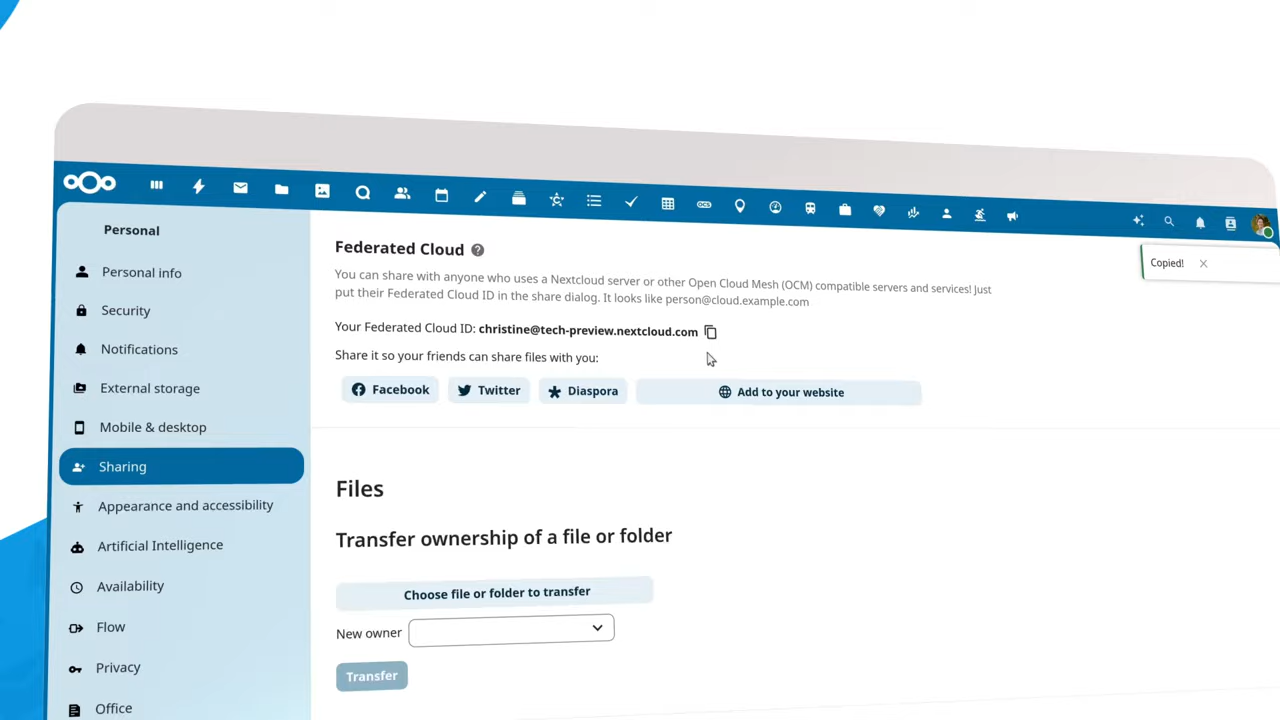 Personal
Personal info
Security
Notifications
External storage
Mobile & desktop
Sharing
Appearance and accessibility
Artificial Intelligence
Availability
Flow
Privacy
Office
Federated Cloud
You can share with anyone who uses a Nextcloud server or other Open Cloud Mesh (OCM) compatible servers and services! Just
put their Federated Cloud ID in the share dialog. It looks like person@cloud.example.com
Your Federated Cloud ID: christine@tech-preview.nextcloud.com
Share it so your friends can share files with you:
Facebook
Twitter
Diaspora
Add to your website
Copied!
Files
Transfer ownership of a file or folder
Choose file or folder to transfer
New owner
Transfer